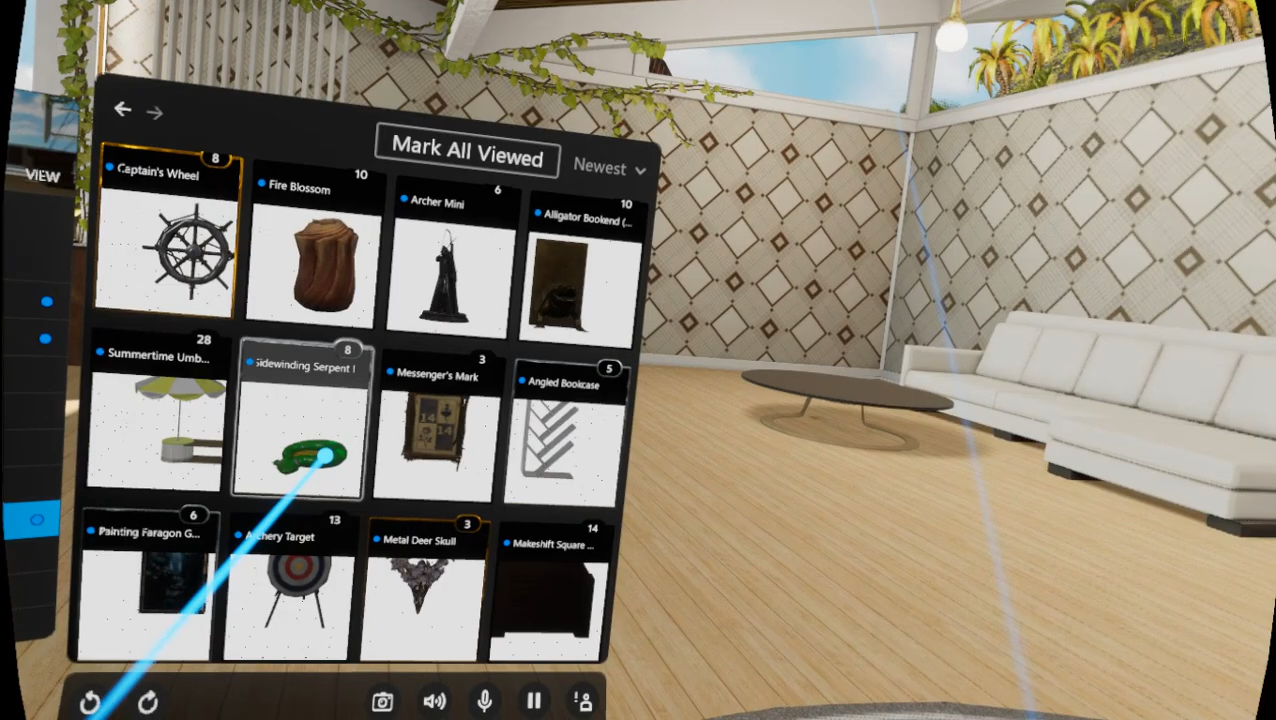 Mark All Viewed
Newest
VIEW
8
Captain's Wheel
10
Fire Blossom
6
Archer Mini
10
Alligator Bookend (...
28
Summertime Umb...
8
Sidewinding Serpent
3
Messenger's Mark
5
Angled Bookcase
6
Painting Faragon G...
13
Archery Target
3
Metal Deer Skull
14
Makeshift Square ...
14
14